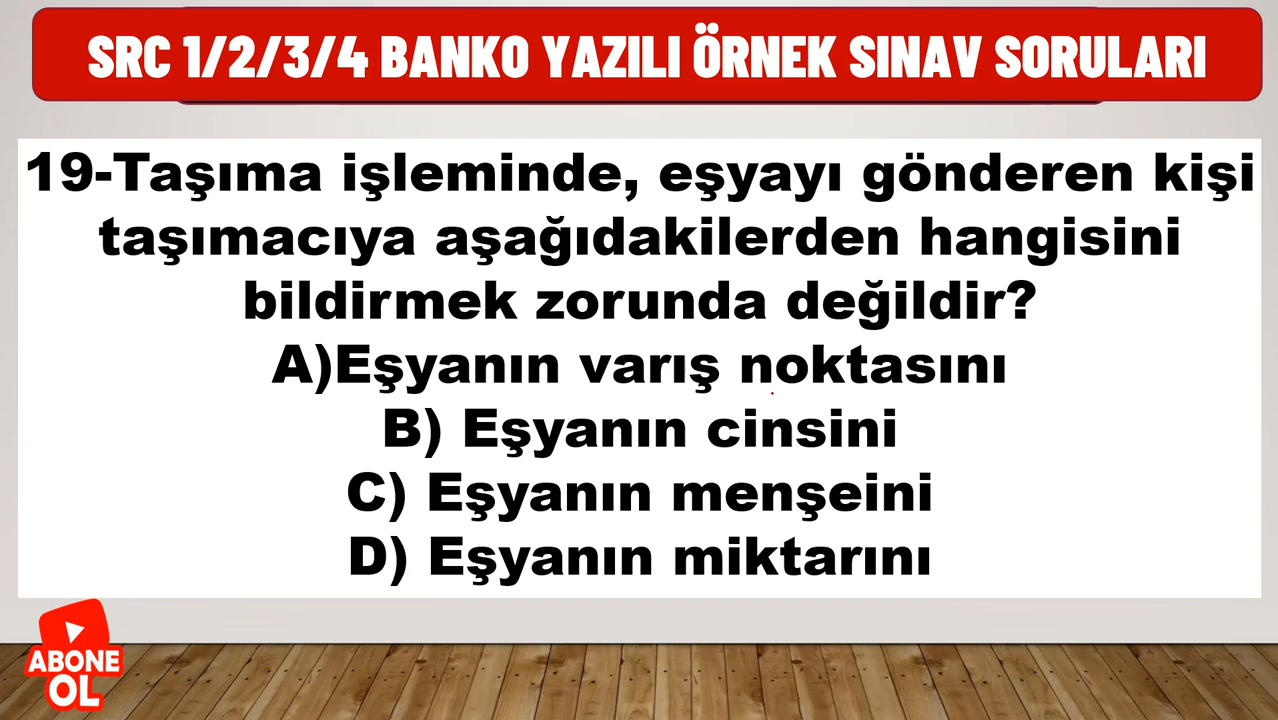 SRC 1/2/3/4 BANKO YAZILI ÖRNEK SINAV SORULARI
19-Taşıma işleminde, eşyayı gönderen kişi
taşımacıya aşağıdakilerden hangisini
bildirmek zorunda değildir?
A)Eşyanın varış noktasını
B) Eşyanın cinsini
C) Eşyanın menşeini
D) Eşyanın miktarını
ABONE
OL